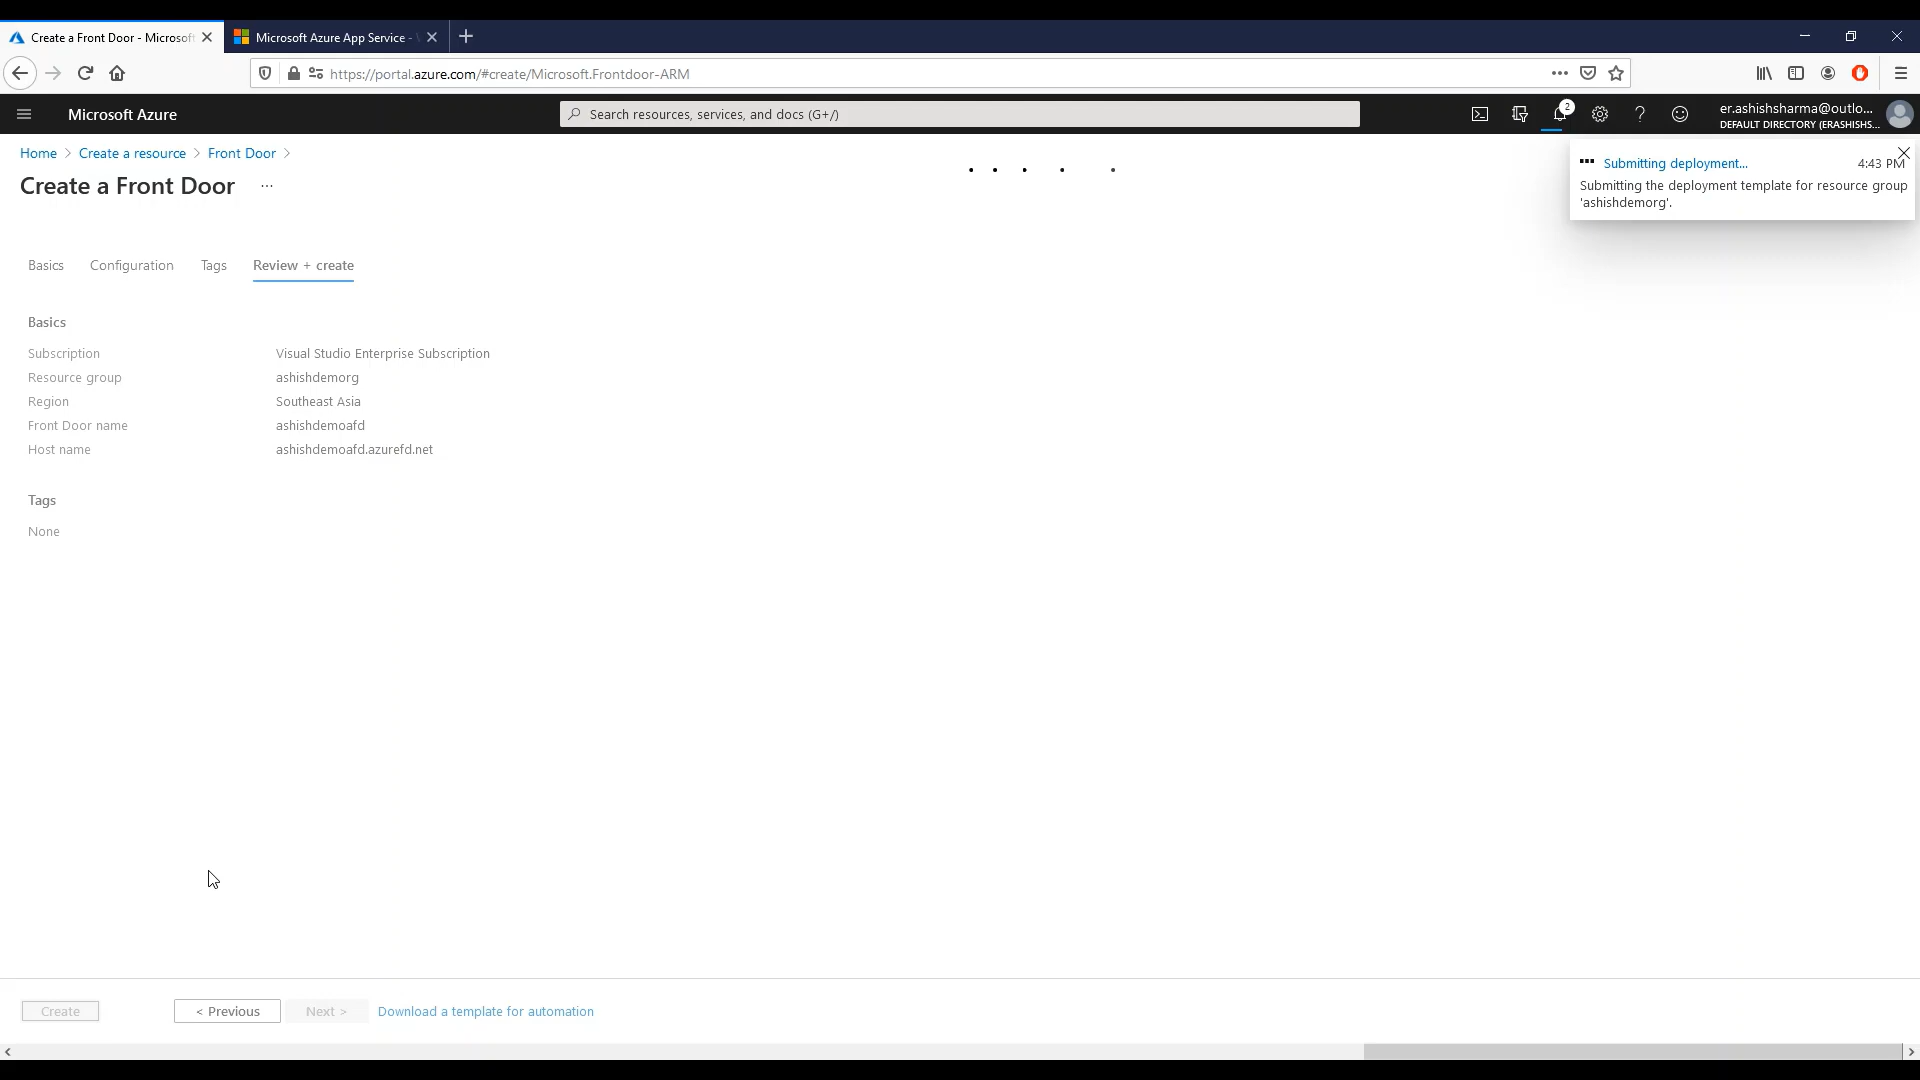 Create a Front Door - Microsoft
Microsoft Azure App Service -
https://portal.azure.com/#create/Microsoft.Frontdoor-ARM
Microsoft Azure
Search resources, services, and docs (G+/)
2
er.ashishsharma@outlo...
DEFAULT DIRECTORY (ERASHISHS...
Home > Create a resource > Front Door >
Create a Front Door ...
Submitting deployment... 4:43 PM
Submitting the deployment template for resource group
'ashishdemorg'.
Basics Configuration Tags Review + create
Basics
Subscription Visual Studio Enterprise Subscription
Resource group ashishdemorg
Region Southeast Asia
Front Door name ashishdemoafd
Host name ashishdemoafd.azurefd.net
Tags
None
Create < Previous Next > Download a template for automation